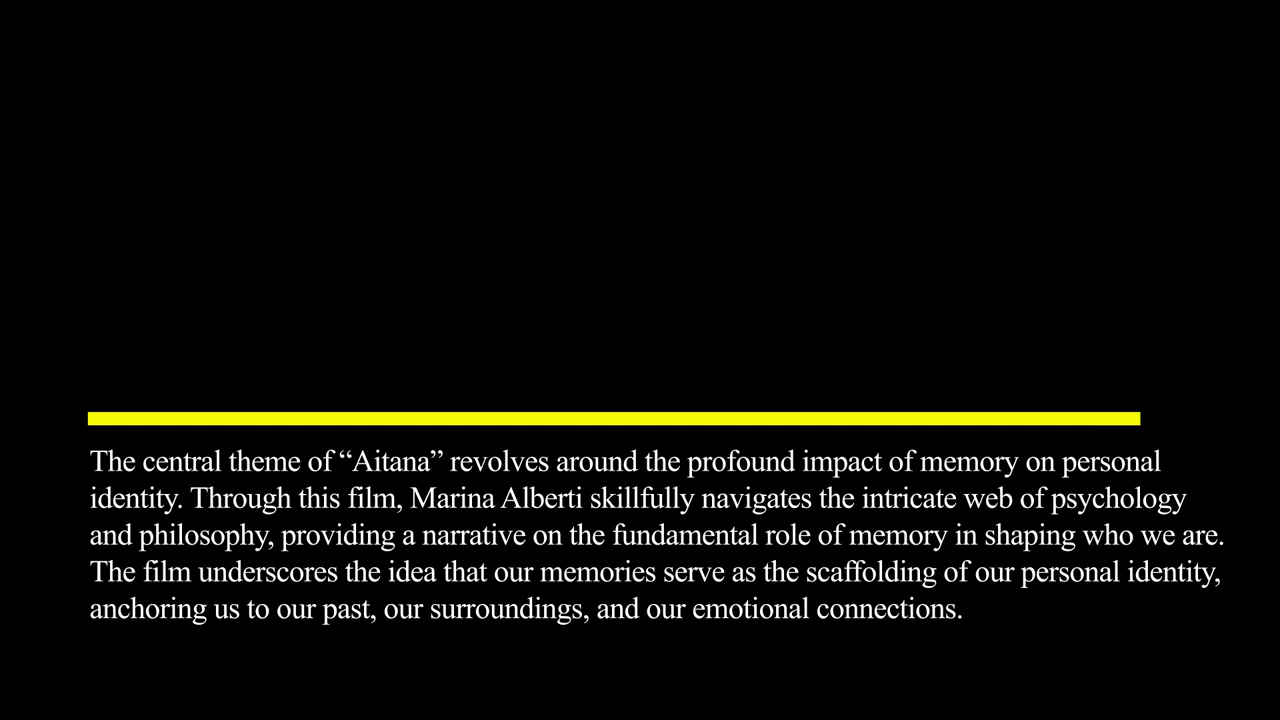 The central theme of “Aitana” revolves around the profound impact of memory on personal
identity. Through this film, Marina Alberti skillfully navigates the intricate web of psychology
and philosophy, providing a narrative on the fundamental role of memory in shaping who we are.
The film underscores the idea that our memories serve as the scaffolding of our personal identity,
anchoring us to our past, our surroundings, and our emotional connections.